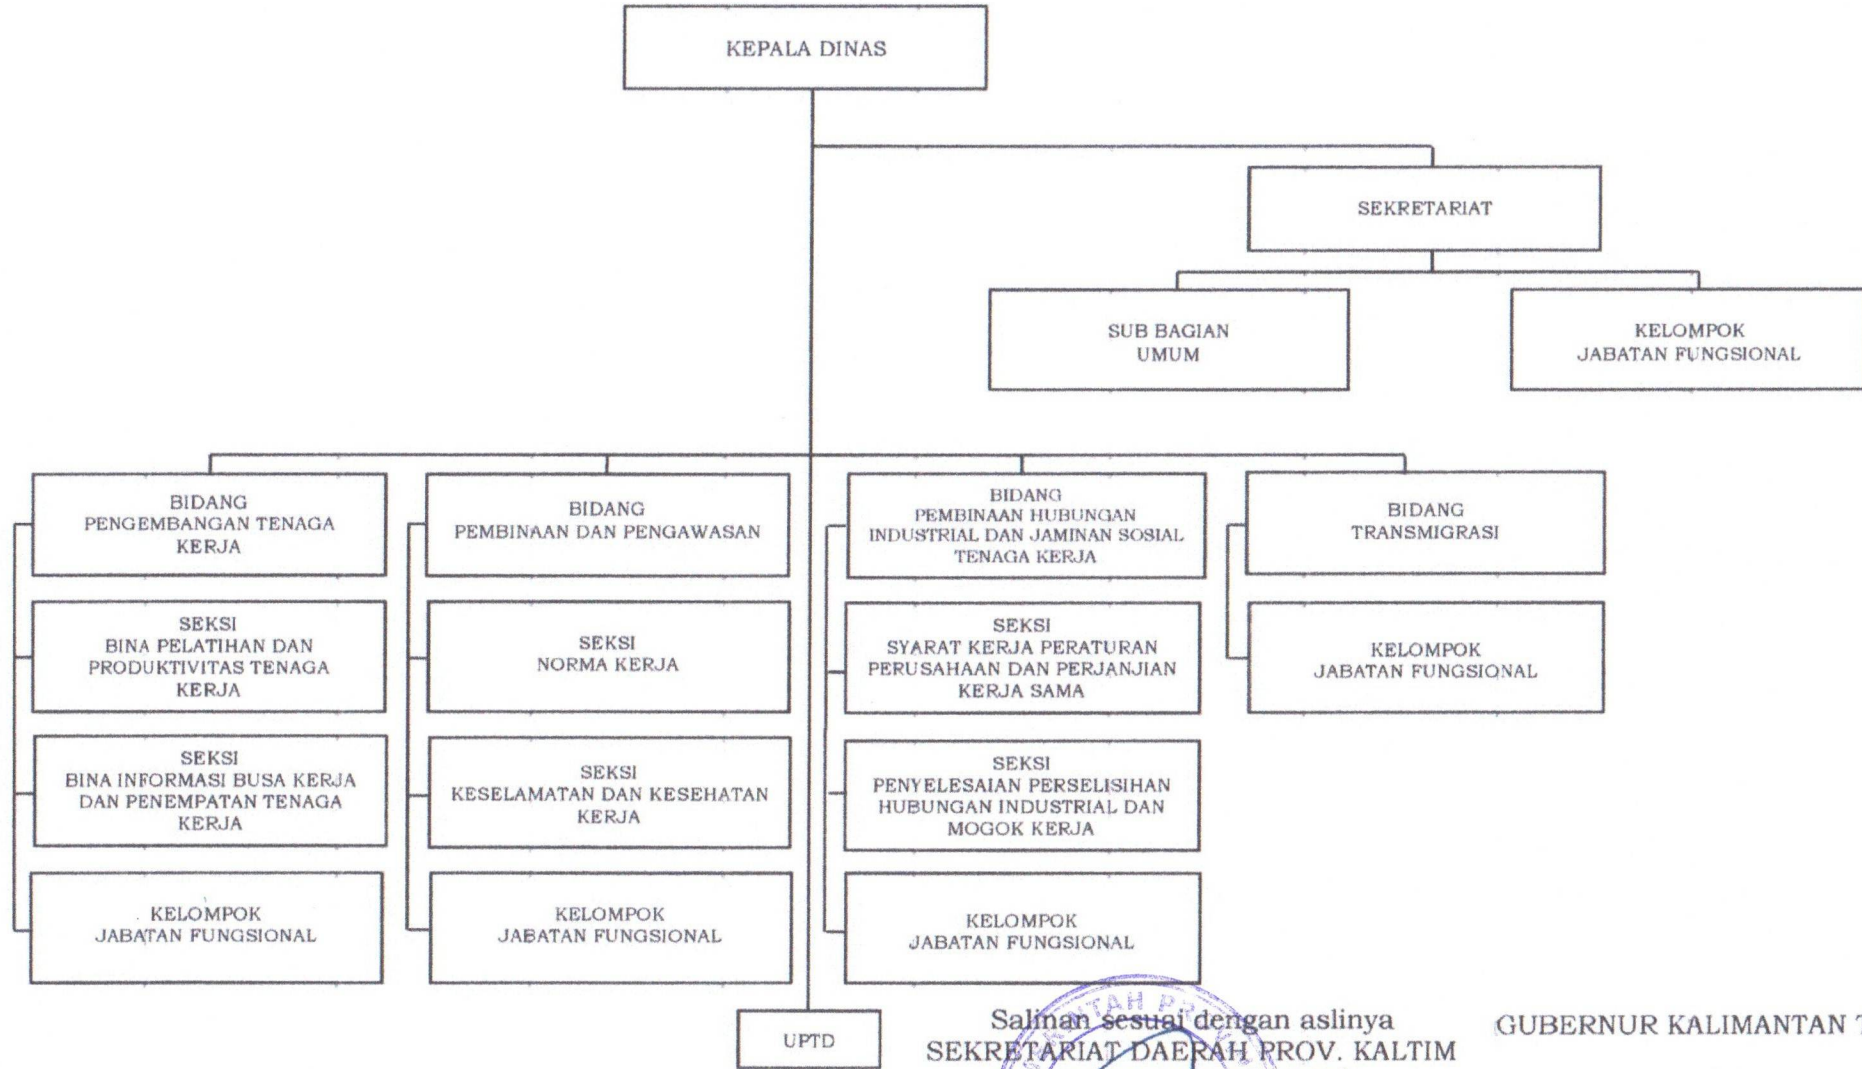 KEPALA DINAS
SEKRETARIAT
SUB BAGIAN
UMUM
KELOMPOK
JABATAN FUNGSIONAL
BIDANG
PENGEMBANGAN TENAGA
KERJA
SEKSI
BINA PELATIHAN DAN
PRODUKTIVITAS TENAGA
KERJA
SEKSI
BINA INFORMASI BUSA KERJA
DAN PENEMPATAN TENAGA
KERJA
KELOMPOK
JABATAN FUNGSIONAL
BIDANG
PEMBINAAN DAN PENGAWASAN
SEKSI
NORMA KERJA
SEKSI
KESELAMATAN DAN KESEHATAN
KERJA
KELOMPOK
JABATAN FUNGSIONAL
BIDANG
PEMBINAAN HUBUNGAN
INDUSTRIAL DAN JAMINAN SOSIAL
TENAGA KERJA
SEKSI
SYARAT KERJA PERATURAN
PERUSAHAAN DAN PERJANJIAN
KERJA SAMA
SEKSI
PENYELESAIAN PERSELISIHAN
HUBUNGAN INDUSTRIAL DAN
MOGOK KERJA
KELOMPOK
JABATAN FUNGSIONAL
BIDANG
TRANSMIGRASI
KELOMPOK
JABATAN FUNGSIONAL
UPTD
Salinan sesuai dengan aslinya
SEKRETARIAT DAERAH PROV. KALTIM
GUBERNUR KALIMANTAN T